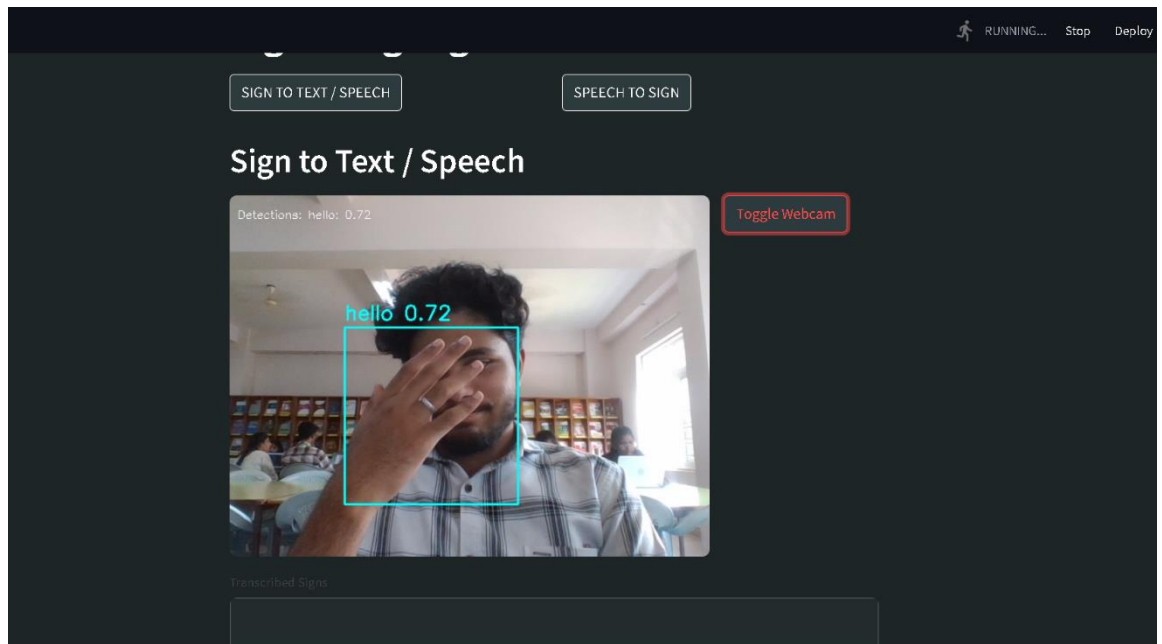 RUNNING... Stop Deploy
SIGN TO TEXT / SPEECH SPEECH TO SIGN
Sign to Text / Speech
Detections: hello: 0.72
Toggle Webcam
hello 0.72
Transcribed Signs